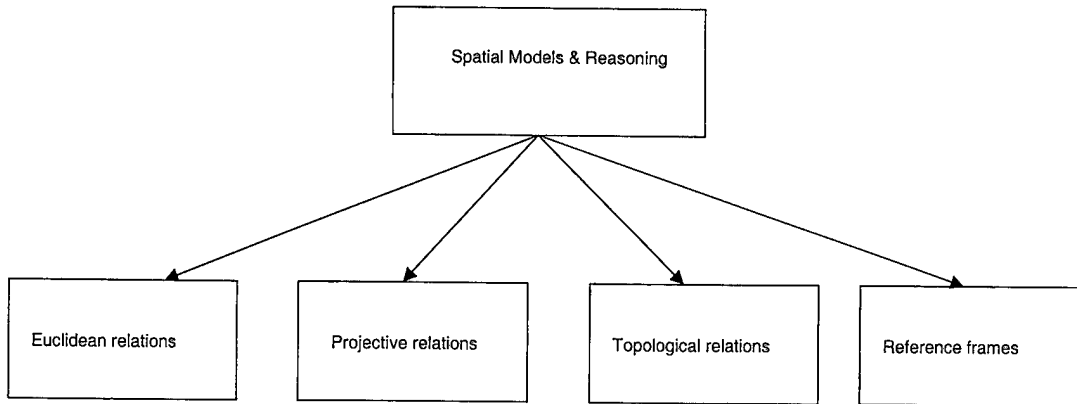 Spatial Models & Reasoning
Euclidean relations
Projective relations
Topological relations
Reference frames